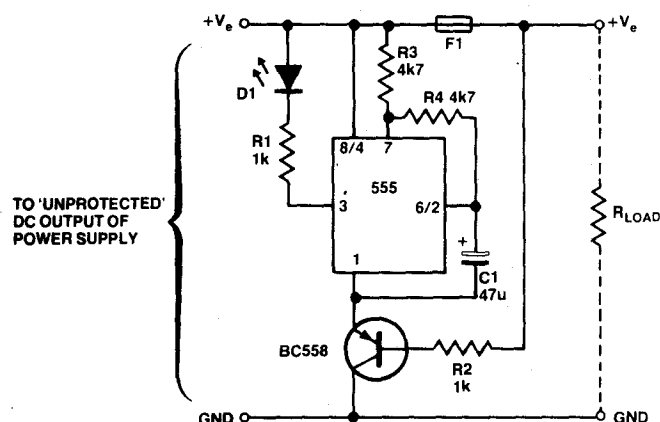 +Ve
+Ve
F1
R3
4k7
R4 4k7
D1
R1
1k
8/4
7
555
3
6/2
TO 'UNPROTECTED'
DC OUTPUT OF
POWER SUPPLY
RLOAD
1
+
C1
47u
BC558
R2
1k
GND
GND